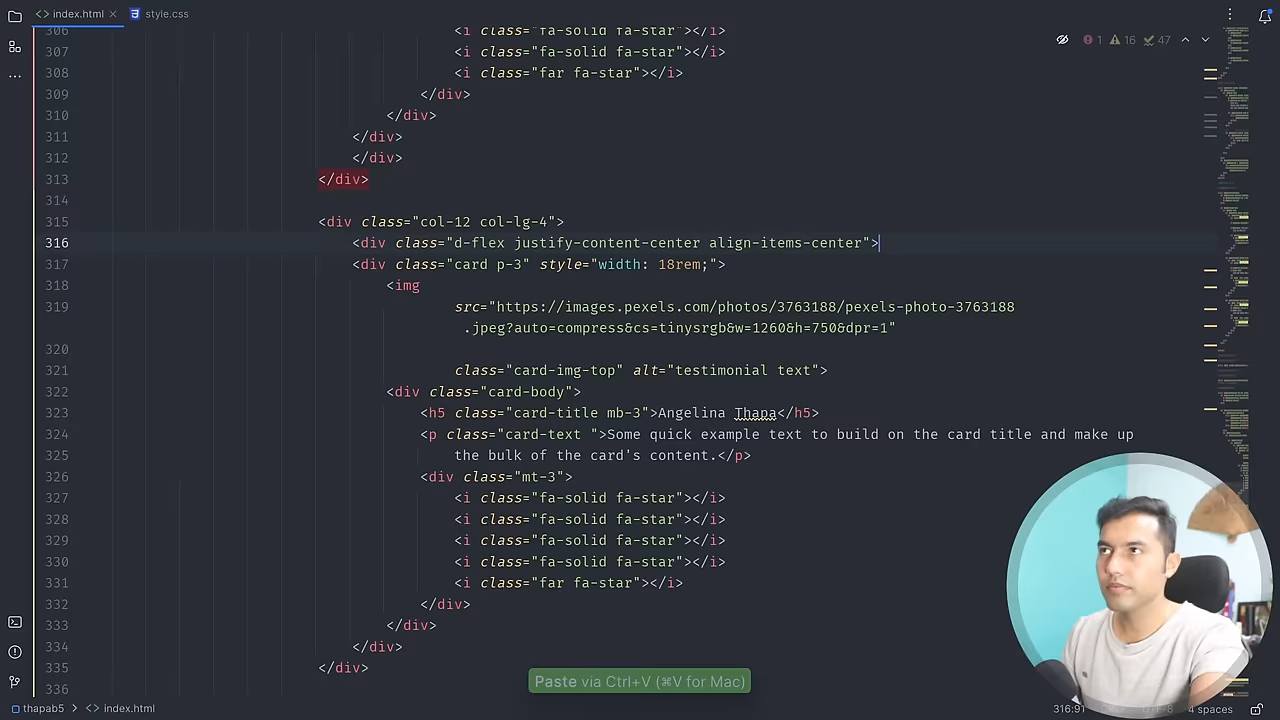 index.html
style.css
1 16 47
306 <i class="fa-solid fa-star"></i>
307 <i class="fa-solid fa-star"></i>
308 <i class="far fa-star"></i>
309 </div>
310 </div>
311 </div>
312 </div>
313 </div>
314
315 <div class="col-12 col-lg-4">
316 <div class="d-flex justify-content-center align-items-center">
317 <div class="card p-2" style="width: 18rem;">
318 <img
319 src="https://images.pexels.com/photos/3763188/pexels-photo-3763188
.jpeg?auto=compress&cs=tinysrgb&w=1260&h=750&dpr=1"
320
321 class="card-img-top" alt="testimonial text">
322 <div class="card-body">
323 class="card-title Thapa
324 <p class="card-text">Some quick example text to build on the card title and make up
325 the bulk of the card's content.</p>
326 <div
327 <i class="fa-solid fa-star"></i>
328 <i class="fa-solid fa-star"></i>
329 <i class="fa-solid fa-star"></i>
330 <i class="fa-solid fa-star"></i>
331 <i class="far fa-star"></i>
332 </div>
333 </div>
334 </div>
335 </div>
336
Paste via Ctrl+V (⌘V for Mac)
thapab5 > index.html
316:91 UTF-8 4 spaces